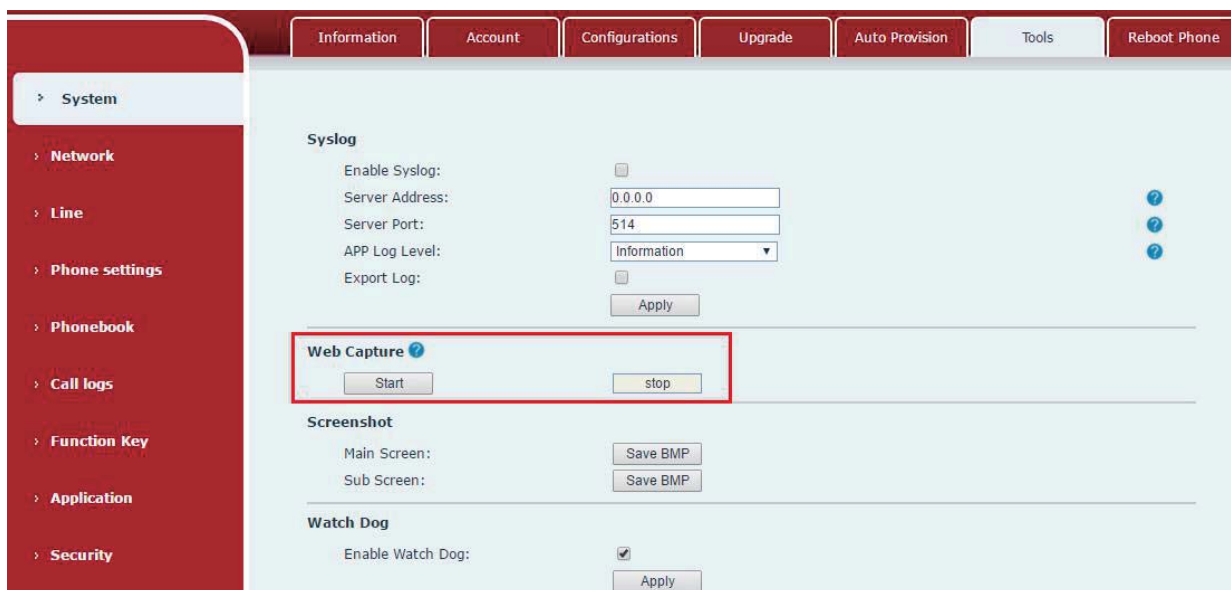 Information Account Configurations Upgrade Auto Provision Tools Reboot Phone
› System
› Network
› Line
› Phone settings
› Phonebook
› Call logs
› Function Key
› Application
› Security
Syslog
Enable Syslog:
Server Address: 0.0.0.0 ?
Server Port: 514 ?
APP Log Level: Information ?
Export Log:
Apply
Web Capture ?
Start stop
Screenshot
Main Screen: Save BMP
Sub Screen: Save BMP
Watch Dog
Enable Watch Dog:
Apply